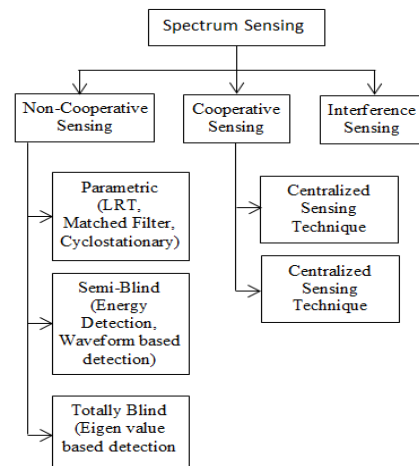 Spectrum Sensing
Non-Cooperative
Sensing
Cooperative
Sensing
Interference
Sensing
Parametric
(LRT,
Matched Filter,
Cyclostationary)
Semi-Blind
(Energy
Detection,
Waveform based
detection)
Totally Blind
(Eigen value
based detection
Centralized
Sensing
Technique
Centralized
Sensing
Technique